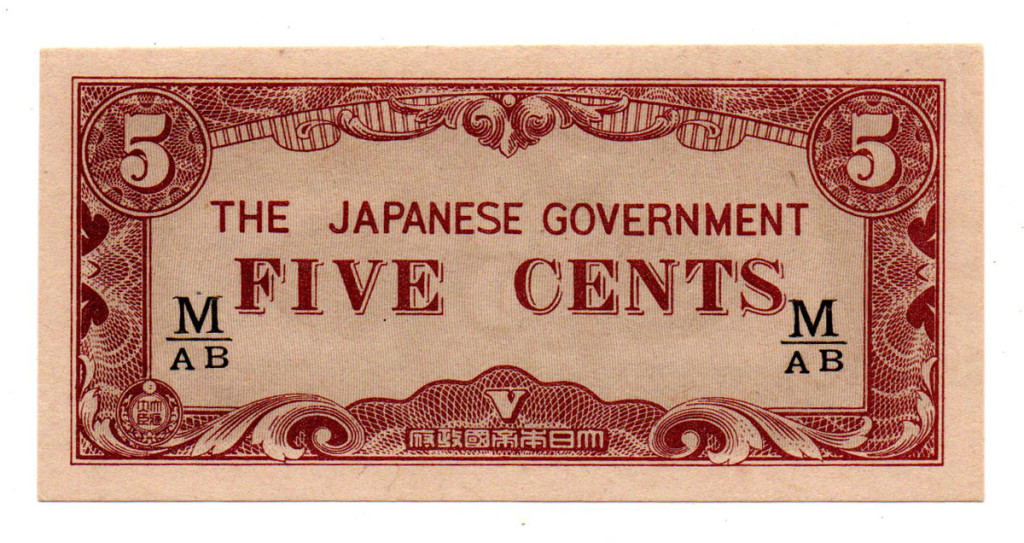 5 5
THE JAPANESE GOVERNMENT
FIVE CENTS
M M
AB AB
V
大日本帝國政府